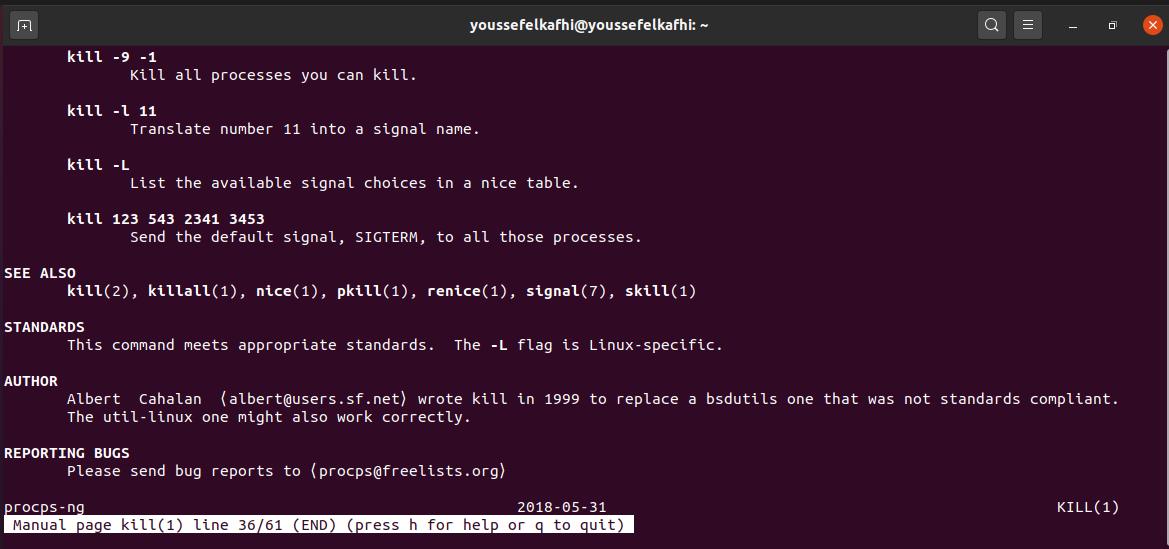 youssefelkafhi@youssefelkafhi: ~
kill -9 -1
Kill all processes you can kill.
kill -l 11
Translate number 11 into a signal name.
kill -L
List the available signal choices in a nice table.
kill 123 543 2341 3453
Send the default signal, SIGTERM, to all those processes.
SEE ALSO
kill(2), killall(1), nice(1), pkill(1), renice(1), signal(7), skill(1)
STANDARDS
This command meets appropriate standards.  The -L flag is Linux-specific.
AUTHOR
Albert  Cahalan  ⟨albert@users.sf.net⟩ wrote kill in 1999 to replace a bsdutils one that was not standards compliant.
The util-linux one might also work correctly.
REPORTING BUGS
Please send bug reports to ⟨procps@freelists.org⟩
procps-ng 2018-05-31 KILL(1)
Manual page kill(1) line 36/61 (END) (press h for help or q to quit)